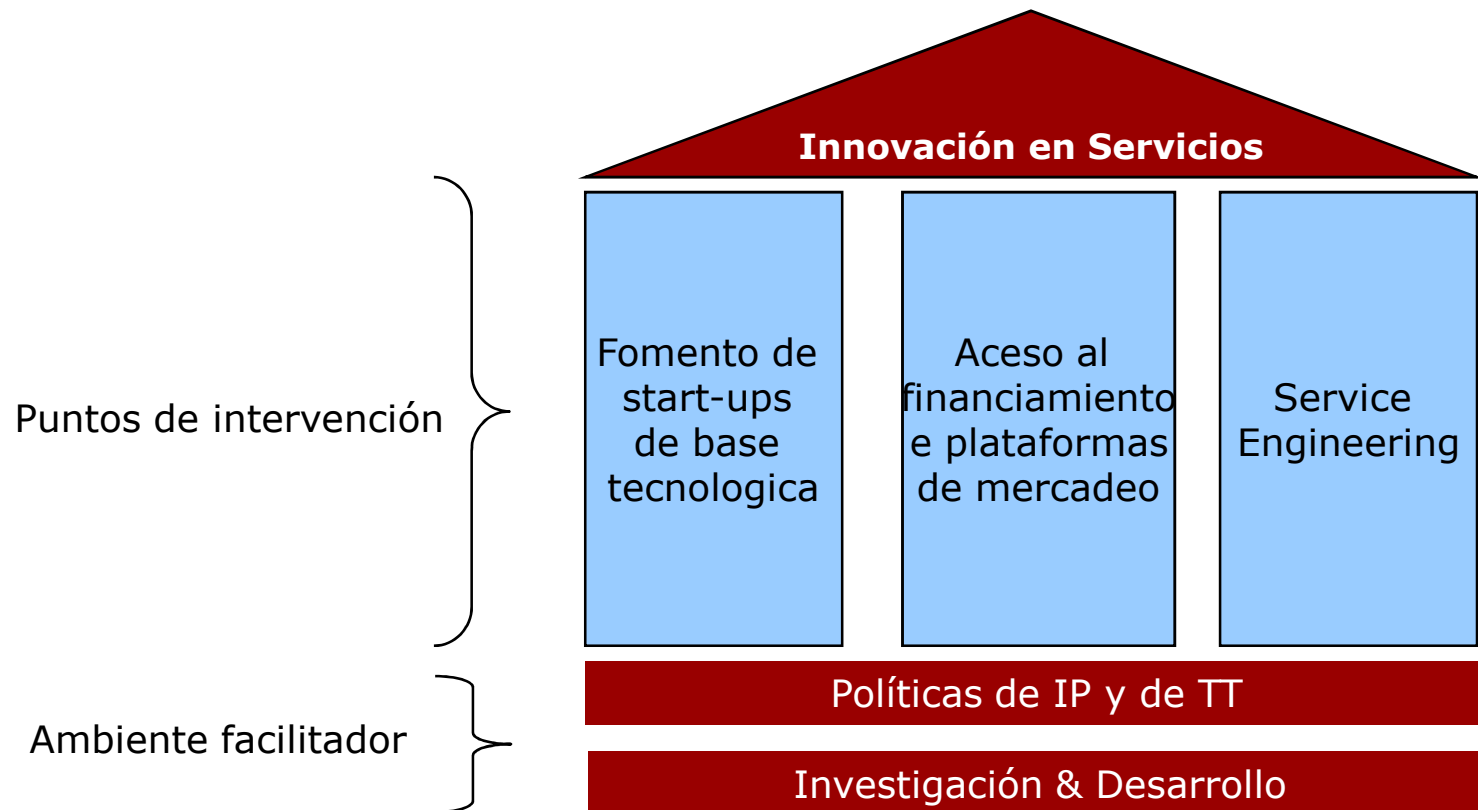 Innovación en Servicios
Puntos de intervención
Fomento de
start-ups
de base
tecnologica
Aceso al
financiamiento
e plataformas
de mercadeo
Service
Engineering
Ambiente facilitador
Políticas de IP y de TT
Investigación & Desarrollo